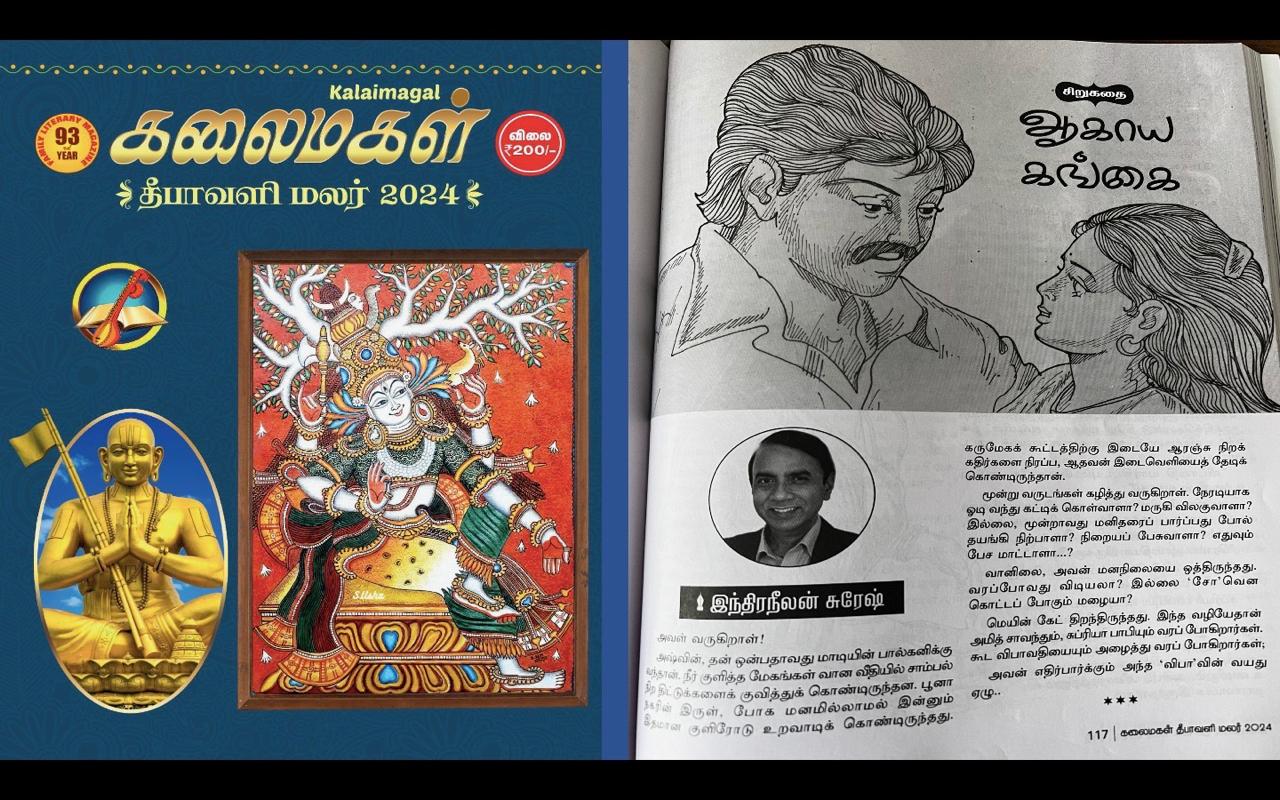 Kalaimagal
கலைமகள்
FAMILY LITERARY MAGAZINE
93
rd
YEAR
விலை
₹200/-
தீபாவளி மலர் 2024
S.Usha
சிறுகதை
ஆகாய
கங்கை
இந்திரநீலன் சுரேஷ்
அவள் வருகிறாள்!
அஷ்வின், தன் ஒன்பதாவது மாடியின் பால்கனிக்கு
வந்தான். நீர் குளித்த மேகங்கள் வான வீதியில் சாம்பல்
நிற திட்டுக்களைக் குவித்துக் கொண்டிருந்தன. பூனா
நகரின் இருள், போக மனமில்லாமல் இன்னும்
இதமான குளிரோடு உறவாடிக் கொண்டிருந்தது.
கருமேகக் கூட்டத்திற்கு இடையே ஆரஞ்சு நிறக்
கதிர்களை நிரப்ப, ஆதவன் இடைவெளியைத் தேடிக்
கொண்டிருந்தான்.
மூன்று வருடங்கள் கழித்து வருகிறாள். நேரடியாக
ஓடி வந்து கட்டிக் கொள்வாளா? மருகி விலகுவாளா?
இல்லை, மூன்றாவது மனிதரைப் பார்ப்பது போல்
தயங்கி நிற்பாளா? நிறையப் பேசுவாளா? எதுவும்
பேச மாட்டாளா...?
வானிலை, அவன் மனநிலையை ஒத்திருந்தது.
வரப்போவது விடியலா? இல்லை 'சோ'வென
கொட்டப் போகும் மழையா?
மெயின் கேட் திறந்திருந்தது. இந்த வழியேதான்
அமித் சாவந்தும், சுப்ரியா பாபியும் வரப் போகிறார்கள்.
கூட விபாவதியையும் அழைத்து வரப் போகிறார்கள்;
அவன் எதிர்பார்க்கும் அந்த 'விபா'வின் வயது
ஏழு..
***
117 | கலைமகள் தீபாவளி மலர் 2024